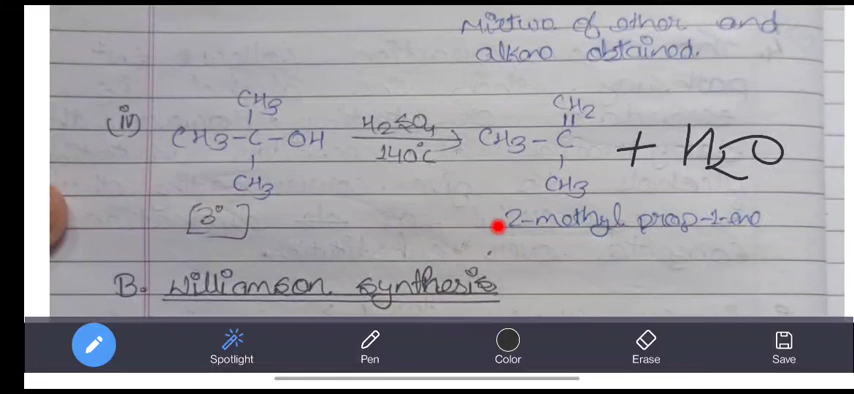 Mixture of ether and
alkene obtained.
(iv) CH3-C-OH H2SO4 140°C CH3-C + H2O
CH3 CH2
CH3 CH3
[3°] 2-methyl prop-1-ene
B. Williamson synthesis
Spotlight Pen Color Erase Save